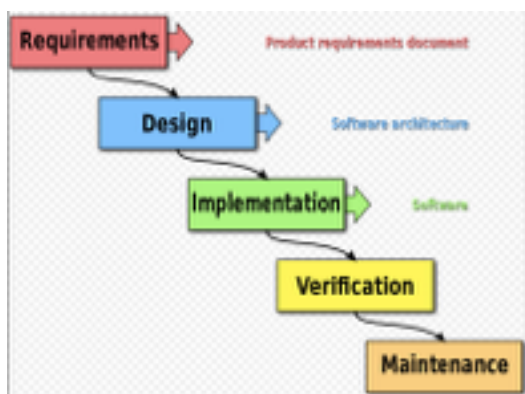 Requirements
Product requirements document
Design
Software architecture
Implementation
Software
Verification
Maintenance